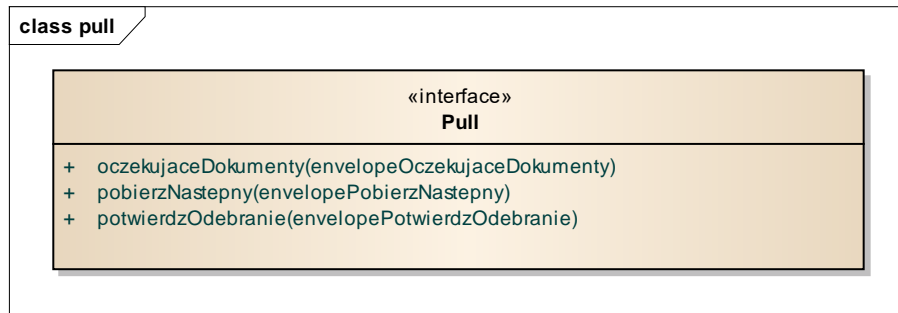 class pull
«interface»
Pull
+ oczekujaceDokumenty(envelopeOczekujaceDokumenty)
+ pobierzNastepny(envelopePobierzNastepny)
+ potwierdzOdebranie(envelopePotwierdzOdebranie)